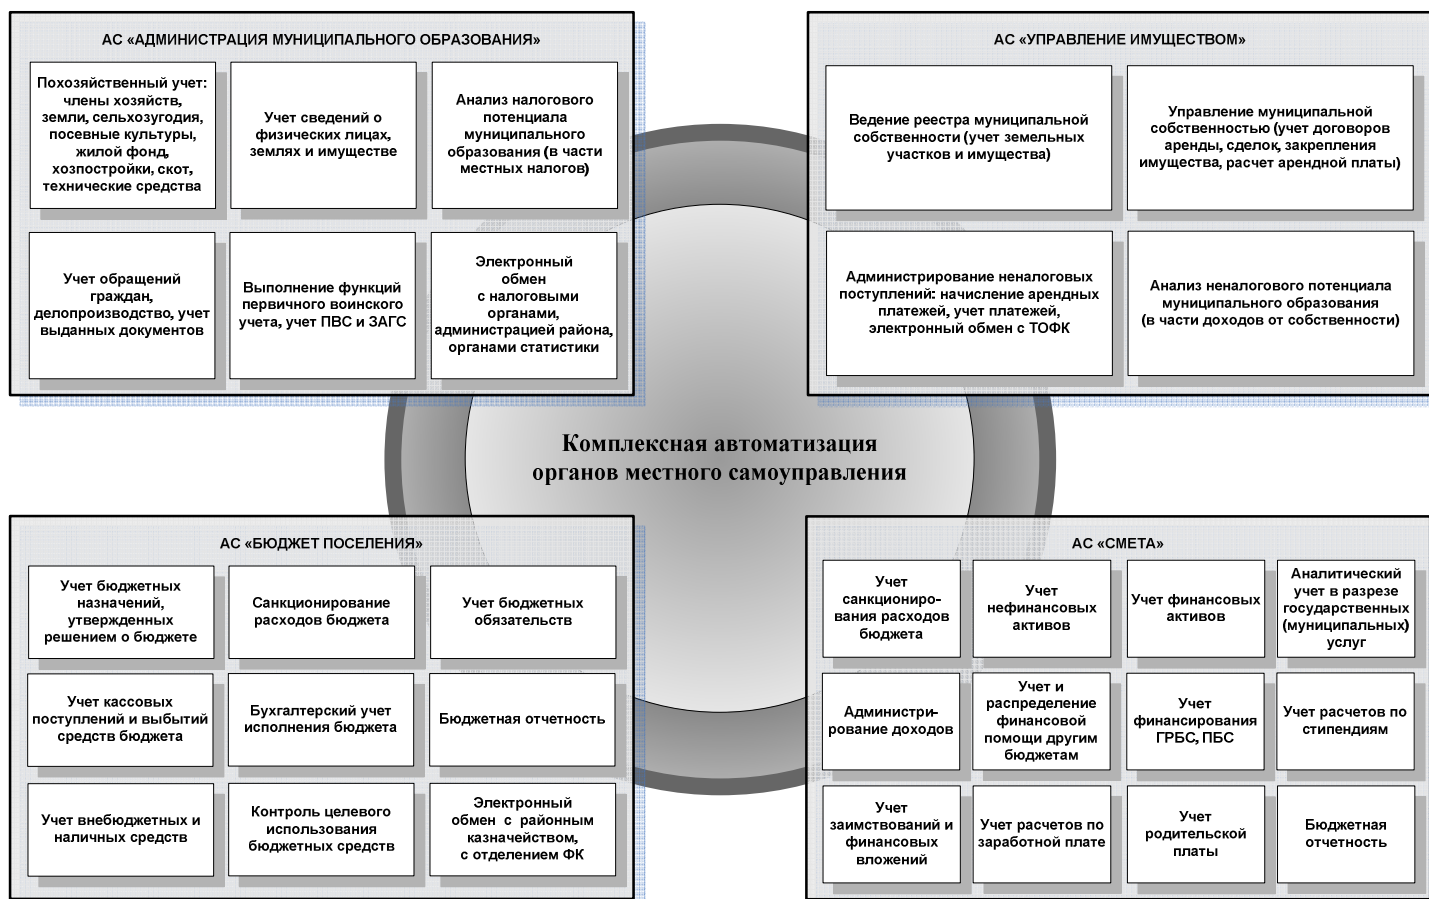 АС «АДМИНИСТРАЦИЯ МУНИЦИПАЛЬНОГО ОБРАЗОВАНИЯ»
Похозяйственный учет:
члены хозяйств,
земли, сельхозугодия,
посевные культуры,
жилой фонд,
хозпостройки, скот,
технические средства
Учет сведений о
физических лицах,
землях и имуществе
Анализ налогового
потенциала
муниципального
образования (в части
местных налогов)
Учет обращений
граждан,
делопроизводство, учет
выданных документов
Выполнение функций
первичного воинского
учета, учет ПВС и ЗАГС
Электронный
обмен
с налоговыми
органами,
администрацией района,
органами статистики
АС «УПРАВЛЕНИЕ ИМУЩЕСТВОМ»
Ведение реестра муниципальной
собственности (учет земельных
участков и имущества)
Управление муниципальной
собственностью (учет договоров
аренды, сделок, закрепления
имущества, расчет арендной платы)
Администрирование неналоговых
поступлений: начисление арендных
платежей, учет платежей,
электронный обмен с ТОФК
Анализ неналогового потенциала
муниципального образования
(в части доходов от собственности)
Комплексная автоматизация
органов местного самоуправления
АС «БЮДЖЕТ ПОСЕЛЕНИЯ»
Учет бюджетных
назначений,
утвержденных
решением о бюджете
Санкционирование
расходов бюджета
Учет бюджетных
обязательств
Учет кассовых
поступлений и выбытий
средств бюджета
Бухгалтерский учет
исполнения бюджета
Бюджетная отчетность
Учет внебюджетных и
наличных средств
Контроль целевого
использования
бюджетных средств
Электронный
обмен с районным
казначейством,
с отделением ФК
АС «СМЕТА»
Учет
санкциониро-
вания расходов
бюджета
Учет
нефинансовых
активов
Учет финансовых
активов
Аналитический
учет в разрезе
государственных
(муниципальных)
услуг
Администри-
рование доходов
Учет и
распределение
финансовой
помощи другим
бюджетам
Учет
финансирования
ГРБС, ПБС
Учет расчетов по
стипендиям
Учет
заимствований и
финансовых
вложений
Учет расчетов по
заработной плате
Учет
родительской
платы
Бюджетная
отчетность